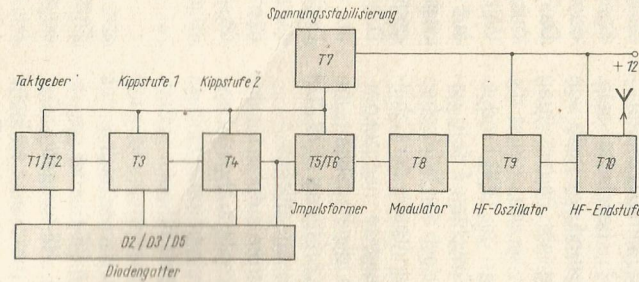 Spannungsstabilisierung
T7
+ 12
Taktgeber Kippstufe 1 Kippstufe 2
T1/T2 T3 T4 T5/T6 T8 T9 T10
Impulsformer Modulator HF-Oszillator HF-Endstufe
D2/D3/D5
Diodengatter